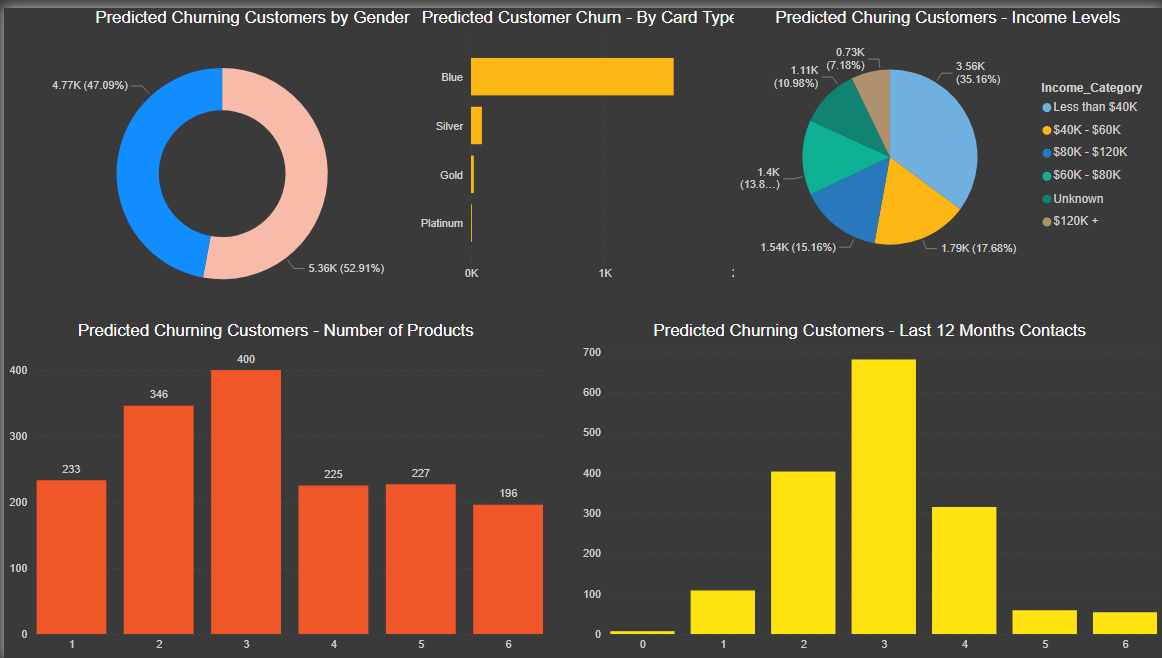 Predicted Churning Customers by Gender
4.77K (47.09%)
5.36K (52.91%)
Predicted Customer Churn - By Card Type
Blue
Silver
Gold
Platinum
0K
1K
Predicted Churing Customers - Income Levels
0.73K
(7.18%)
1.11K
(10.98%)
3.56K
(35.16%)
1.4K
(13.8...)
1.54K (15.16%)
1.79K (17.68%)
Income_Category
Less than $40K
$40K - $60K
$80K - $120K
$60K - $80K
Unknown
$120K +
Predicted Churning Customers - Number of Products
400
300
200
100
0
233
346
400
225
227
196
1 2 3 4 5 6
Predicted Churning Customers - Last 12 Months Contacts
700
600
500
400
300
200
100
0
0 1 2 3 4 5 6